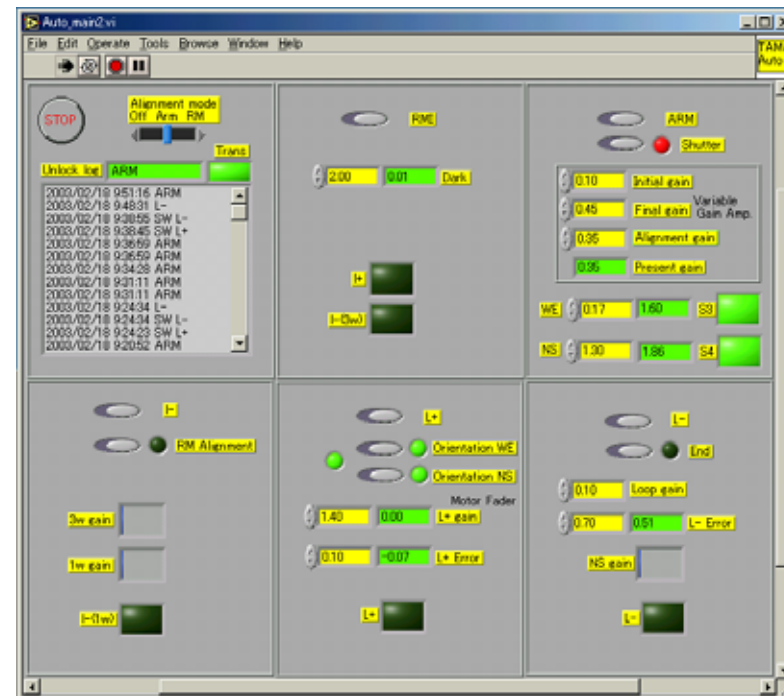 Auto_main2.vi
File Edit Operate Tools Browse Window Help
TAMA
Auto
STOP
Alignment mode
Off Arm RM
Trans
Unlock log ARM
2003/02/18 9:51:16 ARM
2003/02/18 9:48:31 L-
2003/02/18 9:38:55 SW L-
2003/02/18 9:38:45 SW L+
2003/02/18 9:36:59 ARM
2003/02/18 9:36:59 ARM
2003/02/18 9:34:28 ARM
2003/02/18 9:31:11 ARM
2003/02/18 9:31:11 ARM
2003/02/18 9:24:34 L-
2003/02/18 9:24:34 SW L-
2003/02/18 9:24:23 SW L+
2003/02/18 9:20:52 ARM
RMI
2.00 0.01 Dark
I+
I-(3w)
ARM
Shutter
0.10 Initial gain
0.45 Final gain
Variable
Gain Amp.
0.35 Alignment gain
0.35 Present gain
WE 0.17 1.60 S3
NS 1.30 1.86 S4
I-
RM Alignment
3w gain
1w gain
I-(1w)
L+
Orientation WE
Orientation NS
Motor Fader
1.40 0.00 L+ gain
0.10 -0.07 L+ Error
L+
L-
End
0.10 Loop gain
0.70 0.51 L- Error
NS gain
L-